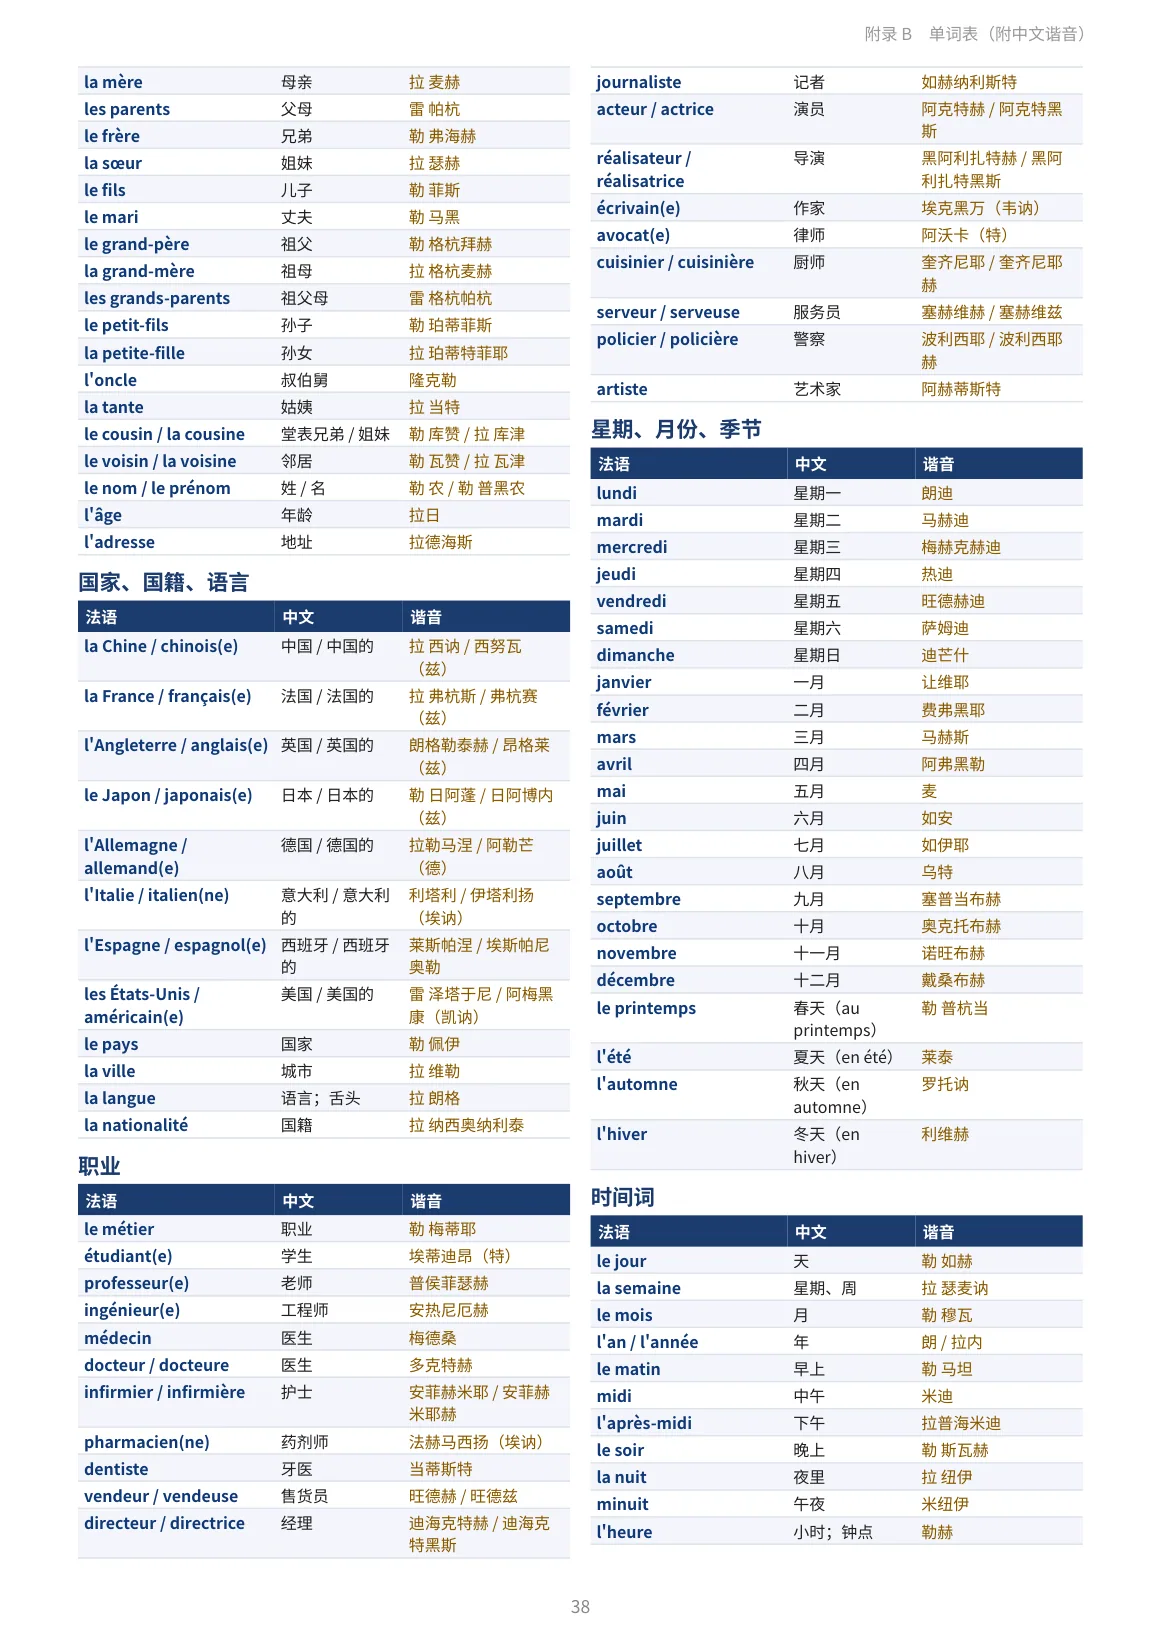 附录 B 单词表（附中文谐音）
la mère 母亲 拉 麦赫
les parents 父母 雷 帕杭
le frère 兄弟 勒 弗海赫
la sœur 姐妹 拉 瑟赫
le fils 儿子 勒 菲斯
le mari 丈夫 勒 马黑
le grand-père 祖父 勒 格杭拜赫
la grand-mère 祖母 拉 格杭麦赫
les grands-parents 祖父母 雷 格杭帕杭
le petit-fils 孙子 勒 珀蒂菲斯
la petite-fille 孙女 拉 珀蒂特菲耶
l'oncle 叔伯舅 隆克勒
la tante 姑姨 拉 当特
le cousin / la cousine 堂表兄弟 / 姐妹 勒 库赞 / 拉 库津
le voisin / la voisine 邻居 勒 瓦赞 / 拉 瓦津
le nom / le prénom 姓 / 名 勒 农 / 勒 普黑农
l'âge 年龄 拉日
l'adresse 地址 拉德海斯
国家、国籍、语言
法语 中文 谐音
la Chine / chinois(e) 中国 / 中国的 拉 西讷 / 西努瓦
（兹）
la France / français(e) 法国 / 法国的 拉 弗杭斯 / 弗杭赛
（兹）
l'Angleterre / anglais(e) 英国 / 英国的 朗格勒泰赫 / 昂格莱
（兹）
le Japon / japonais(e) 日本 / 日本的 勒 日阿蓬 / 日阿博内
（兹）
l'Allemagne / 德国 / 德国的 拉勒马涅 / 阿勒芒
allemand(e) （德）
l'Italie / italien(ne) 意大利 / 意大利 利塔利 / 伊塔利扬
的 （埃讷）
l'Espagne / espagnol(e) 西班牙 / 西班牙 莱斯帕涅 / 埃斯帕尼
的 奥勒
les États-Unis / 美国 / 美国的 雷 泽塔于尼 / 阿梅黑
américain(e) 康（凯讷）
le pays 国家 勒 佩伊
la ville 城市 拉 维勒
la langue 语言；舌头 拉 朗格
la nationalité 国籍 拉 纳西奥纳利泰
职业
法语 中文 谐音
le métier 职业 勒 梅蒂耶
étudiant(e) 学生 埃蒂迪昂（特）
professeur(e) 老师 普侯菲瑟赫
ingénieur(e) 工程师 安热尼厄赫
médecin 医生 梅德桑
docteur / docteure 医生 多克特赫
infirmier / infirmière 护士 安菲赫米耶 / 安菲赫
米耶赫
pharmacien(ne) 药剂师 法赫马西扬（埃讷）
dentiste 牙医 当蒂斯特
vendeur / vendeuse 售货员 旺德赫 / 旺德兹
directeur / directrice 经理 迪海克特赫 / 迪海克
特黑斯
journaliste 记者 如赫纳利斯特
acteur / actrice 演员 阿克特赫 / 阿克特黑
斯
réalisateur / 导演 黑阿利扎特赫 / 黑阿
réalisatrice 利扎特黑斯
écrivain(e) 作家 埃克黑万（韦讷）
avocat(e) 律师 阿沃卡（特）
cuisinier / cuisinière 厨师 奎齐尼耶 / 奎齐尼耶
赫
serveur / serveuse 服务员 塞赫维赫 / 塞赫维兹
policier / policière 警察 波利西耶 / 波利西耶
赫
artiste 艺术家 阿赫蒂斯特
星期、月份、季节
法语 中文 谐音
lundi 星期一 朗迪
mardi 星期二 马赫迪
mercredi 星期三 梅赫克赫迪
jeudi 星期四 热迪
vendredi 星期五 旺德赫迪
samedi 星期六 萨姆迪
dimanche 星期日 迪芒什
janvier 一月 让维耶
février 二月 费弗黑耶
mars 三月 马赫斯
avril 四月 阿弗黑勒
mai 五月 麦
juin 六月 如安
juillet 七月 如伊耶
août 八月 乌特
septembre 九月 塞普当布赫
octobre 十月 奥克托布赫
novembre 十一月 诺旺布赫
décembre 十二月 戴桑布赫
le printemps 春天（au 勒 普杭当
printemps）
l'été 夏天（en été） 莱泰
l'automne 秋天（en 罗托讷
automne）
l'hiver 冬天（en 利维赫
hiver）
时间词
法语 中文 谐音
le jour 天 勒 如赫
la semaine 星期、周 拉 瑟麦讷
le mois 月 勒 穆瓦
l'an / l'année 年 朗 / 拉内
le matin 早上 勒 马坦
midi 中午 米迪
l'après-midi 下午 拉普海米迪
le soir 晚上 勒 斯瓦赫
la nuit 夜里 拉 纽伊
minuit 午夜 米纽伊
l'heure 小时；钟点 勒赫
38